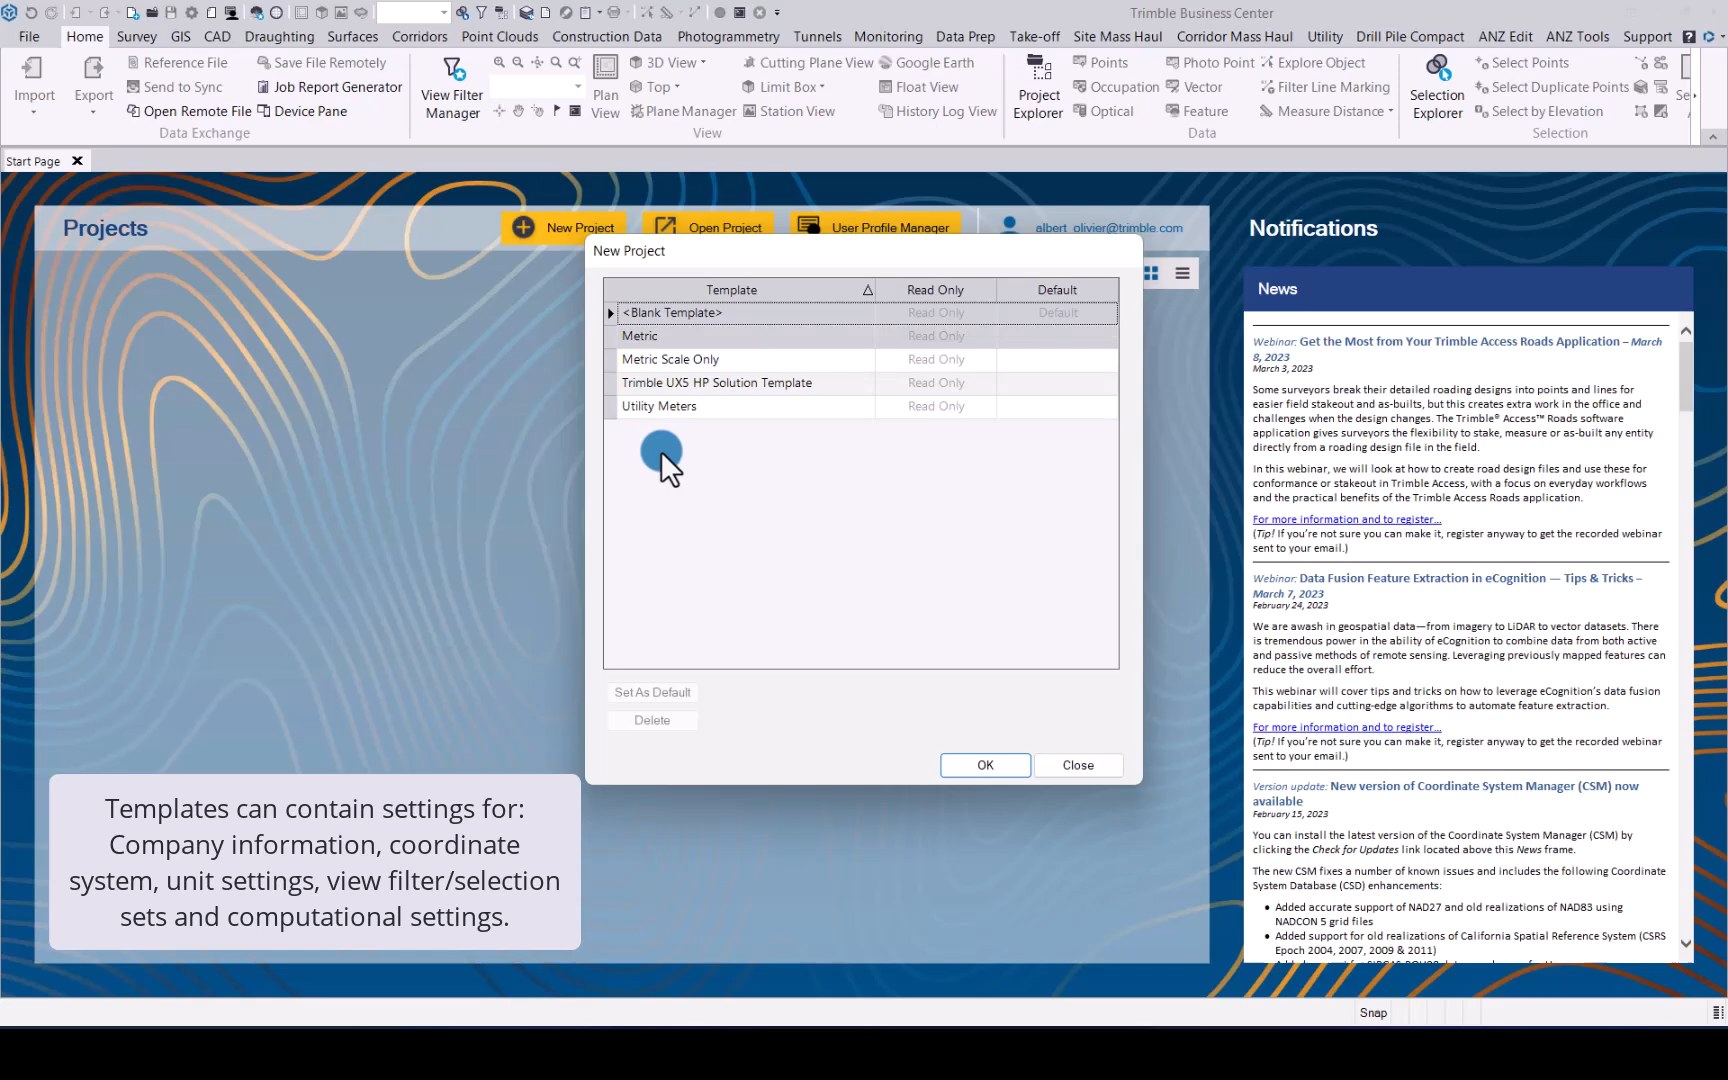 Trimble Business Center
File Home Survey GIS CAD Draughting Surfaces Corridors Point Clouds Construction Data Photogrammetry Tunnels Monitoring Data Prep Take-off Site Mass Haul Corridor Mass Haul Utility Drill Pile Compact ANZ Edit ANZ Tools Support
Reference File Save File Remotely 3D View Cutting Plane View Google Earth Points Photo Point Explore Object Select Points
Import Export Send to Sync Job Report Generator View Filter Manager Plan View Top Limit Box Float View Project Explorer Occupation Vector Filter Line Marking Selection Explorer Select Duplicate Points Se
Open Remote File Device Pane Plane Manager Station View History Log View Optical Feature Measure Distance Select by Elevation
Data Exchange View Data Selection
Start Page
Projects
New Project Open Project User Profile Manager albert_olivier@trimble.com
New Project
Template Read Only Default
<Blank Template> Read Only Default
Metric Read Only
Metric Scale Only Read Only
Trimble UX5 HP Solution Template Read Only
Utility Meters Read Only
Set As Default
Delete
OK Close
Templates can contain settings for:
Company information, coordinate
system, unit settings, view filter/selection
sets and computational settings.
Notifications
News
Webinar: Get the Most from Your Trimble Access Roads Application – March
8, 2023
March 3, 2023
Some surveyors break their detailed roading designs into points and lines for
easier field stakeout and as-builts, but this creates extra work in the office and
challenges when the design changes. The Trimble® Access™ Roads software
application gives surveyors the flexibility to stake, measure or as-built any entity
directly from a roading design file in the field.
In this webinar, we will look at how to create road design files and use these for
conformance or stakeout in Trimble Access, with a focus on everyday workflows
and the practical benefits of the Trimble Access Roads application.
For more information and to register...
(Tip! If you're not sure you can make it, register anyway to get the recorded webinar
sent to your email.)
Webinar: Data Fusion Feature Extraction in eCognition — Tips & Tricks –
March 7, 2023
February 24, 2023
We are awash in geospatial data—from imagery to LiDAR to vector datasets. There
is tremendous power in the ability of eCognition to combine data from both active
and passive methods of remote sensing. Leveraging previously mapped features can
reduce the overall effort.
This webinar will cover tips and tricks on how to leverage eCognition's data fusion
capabilities and cutting-edge algorithms to automate feature extraction.
For more information and to register...
(Tip! If you're not sure you can make it, register anyway to get the recorded webinar
sent to your email.)
Version update: New version of Coordinate System Manager (CSM) now
available
February 15, 2023
You can install the latest version of the Coordinate System Manager (CSM) by
clicking the Check for Updates link located above this News frame.
The new CSM fixes a number of known issues and includes the following Coordinate
System Database (CSD) enhancements:
• Added accurate support of NAD27 and old realizations of NAD83 using
NADCON 5 grid files
• Added support for old realizations of California Spatial Reference System (CSRS
Epoch 2004, 2007, 2009 & 2011)
Snap